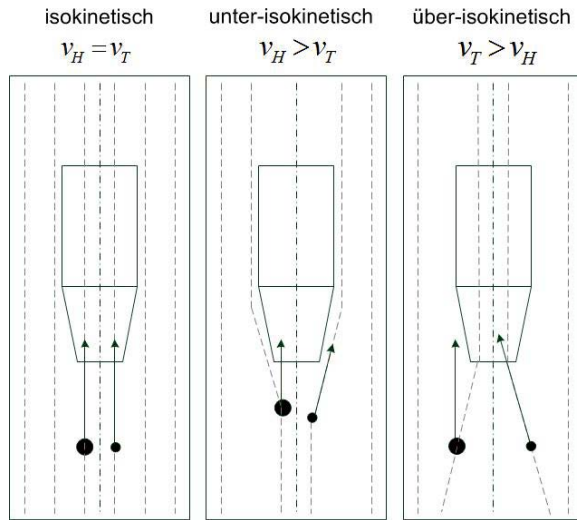 isokinetisch
v_H = v_T
unter-isokinetisch
v_H > v_T
über-isokinetisch
v_T > v_H